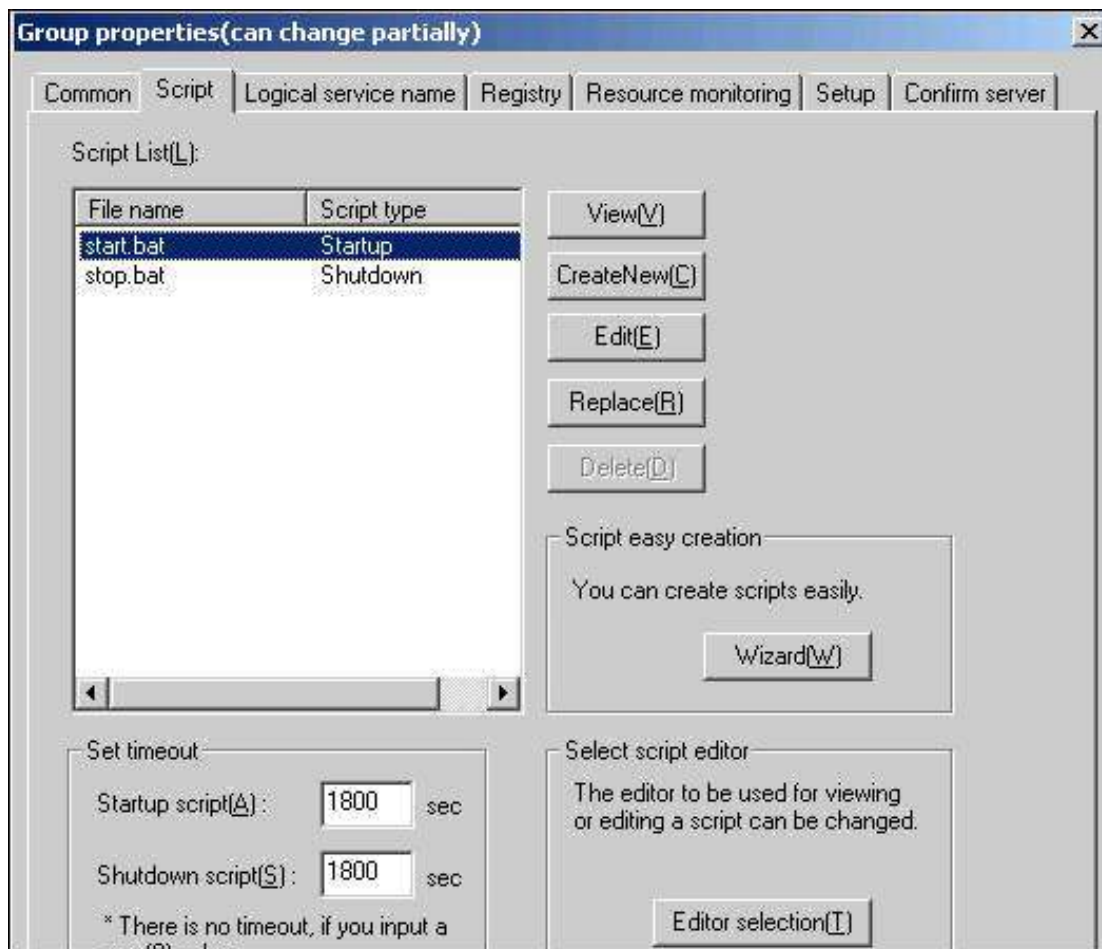 Group properties(can change partially)
Common Script Logical service name Registry Resource monitoring Setup Confirm server
Script List(L):
File name Script type
start.bat Startup
stop.bat Shutdown
View(V)
CreateNew(C)
Edit(E)
Replace(R)
Delete(D)
Script easy creation
You can create scripts easily.
Wizard(W)
Set timeout
Startup script(A) : 1800 sec
Shutdown script(S) : 1800 sec
* There is no timeout, if you input a
Select script editor
The editor to be used for viewing
or editing a script can be changed.
Editor selection(T)